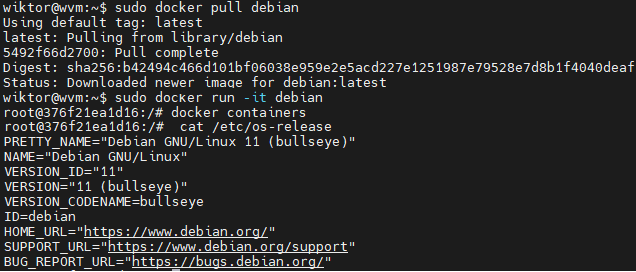 wiktor@wvm:~$ sudo docker pull debian
Using default tag: latest
latest: Pulling from library/debian
5492f66d2700: Pull complete
Digest: sha256:b42494c466d101bf06038e959e2e5acd227e1251987e79528e7d8b1f4040deaf
Status: Downloaded newer image for debian:latest
wiktor@wvm:~$ sudo docker run -it debian
root@376f21ea1d16:/# docker containers
root@376f21ea1d16:/#  cat /etc/os-release
PRETTY_NAME="Debian GNU/Linux 11 (bullseye)"
NAME="Debian GNU/Linux"
VERSION_ID="11"
VERSION="11 (bullseye)"
VERSION_CODENAME=bullseye
ID=debian
HOME_URL="https://www.debian.org/"
SUPPORT_URL="https://www.debian.org/support"
BUG_REPORT_URL="https://bugs.debian.org/"